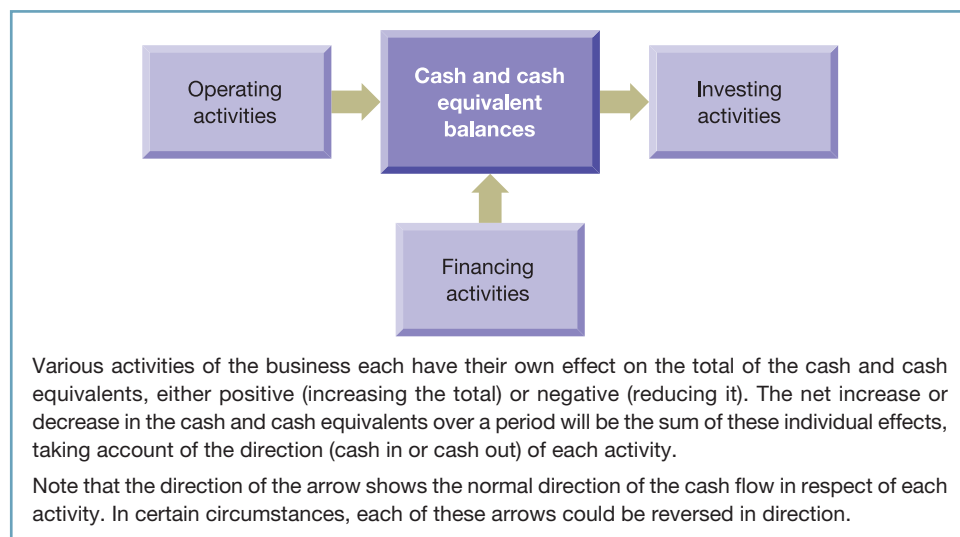 Operating
activities
Cash and cash
equivalent
balances
Investing
activities
Financing
activities
Various activities of the business each have their own effect on the total of the cash and cash
equivalents, either positive (increasing the total) or negative (reducing it). The net increase or
decrease in the cash and cash equivalents over a period will be the sum of these individual effects,
taking account of the direction (cash in or cash out) of each activity.
Note that the direction of the arrow shows the normal direction of the cash flow in respect of each
activity. In certain circumstances, each of these arrows could be reversed in direction.